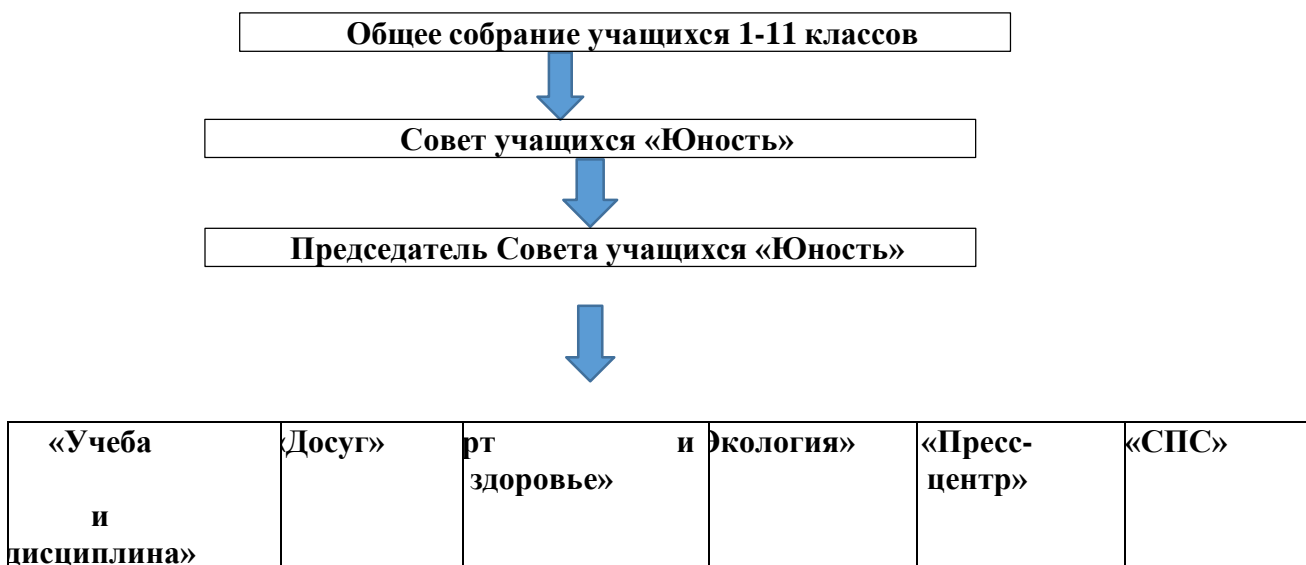 Общее собрание учащихся 1-11 классов
Совет учащихся «Юность»
Председатель Совета учащихся «Юность»
«Учеба
и
дисциплина»
«Досуг»
рт и
здоровье»
Экология»
«Пресс-
центр»
«СПС»